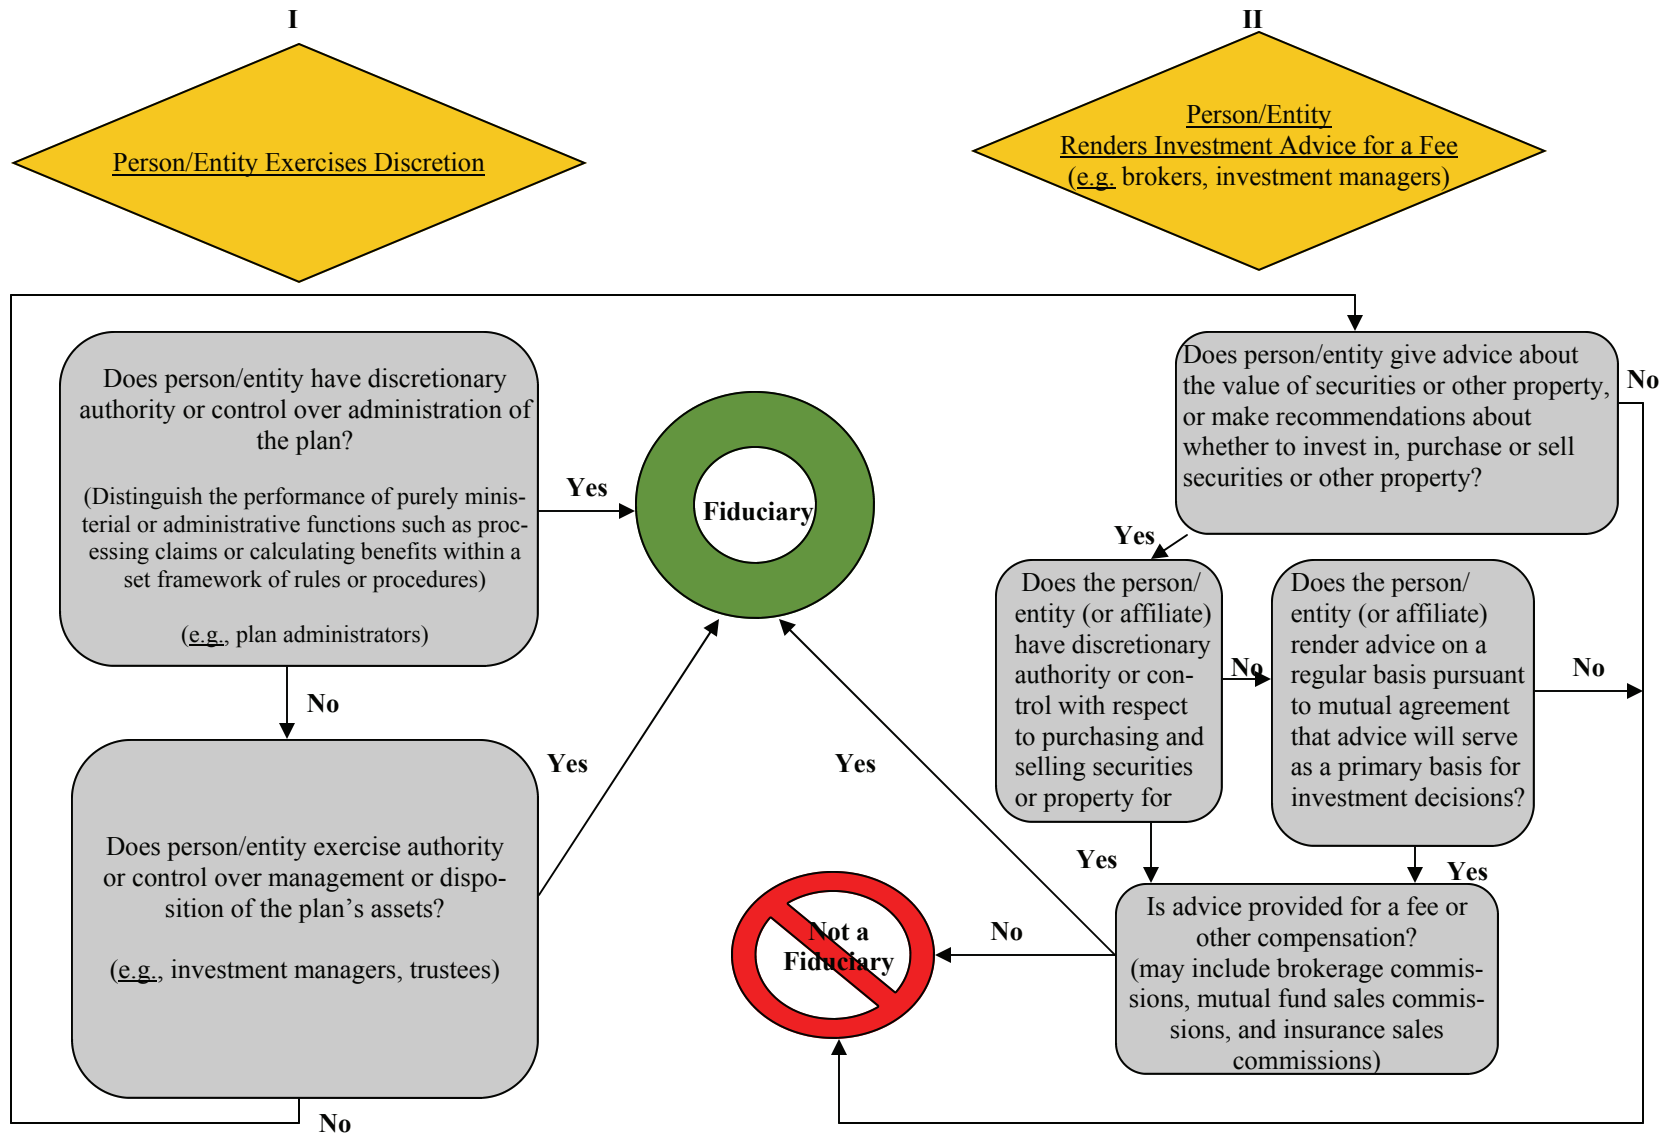 I
Person/Entity Exercises Discretion
II
Person/Entity
Renders Investment Advice for a Fee
(e.g. brokers, investment managers)
Does person/entity have discretionary
authority or control over administration of
the plan?
(Distinguish the performance of purely minis-
terial or administrative functions such as proc-
essing claims or calculating benefits within a
set framework of rules or procedures)
(e.g., plan administrators)
Yes
Fiduciary
No
Does person/entity exercise authority
or control over management or dispo-
sition of the plan's assets?
(e.g., investment managers, trustees)
Yes
No
Does person/entity give advice about
the value of securities or other property,
or make recommendations about
whether to invest in, purchase or sell
securities or other property?
No
Yes
Does the person/
entity (or affiliate)
have discretionary
authority or con-
trol with respect
to purchasing and
selling securities
or property for
No
Does the person/
entity (or affiliate)
render advice on a
regular basis pursuant
to mutual agreement
that advice will serve
as a primary basis for
investment decisions?
No
Yes
Yes
Is advice provided for a fee or
other compensation?
(may include brokerage commis-
sions, mutual fund sales commis-
sions, and insurance sales
commissions)
Yes
No
Not a
Fiduciary